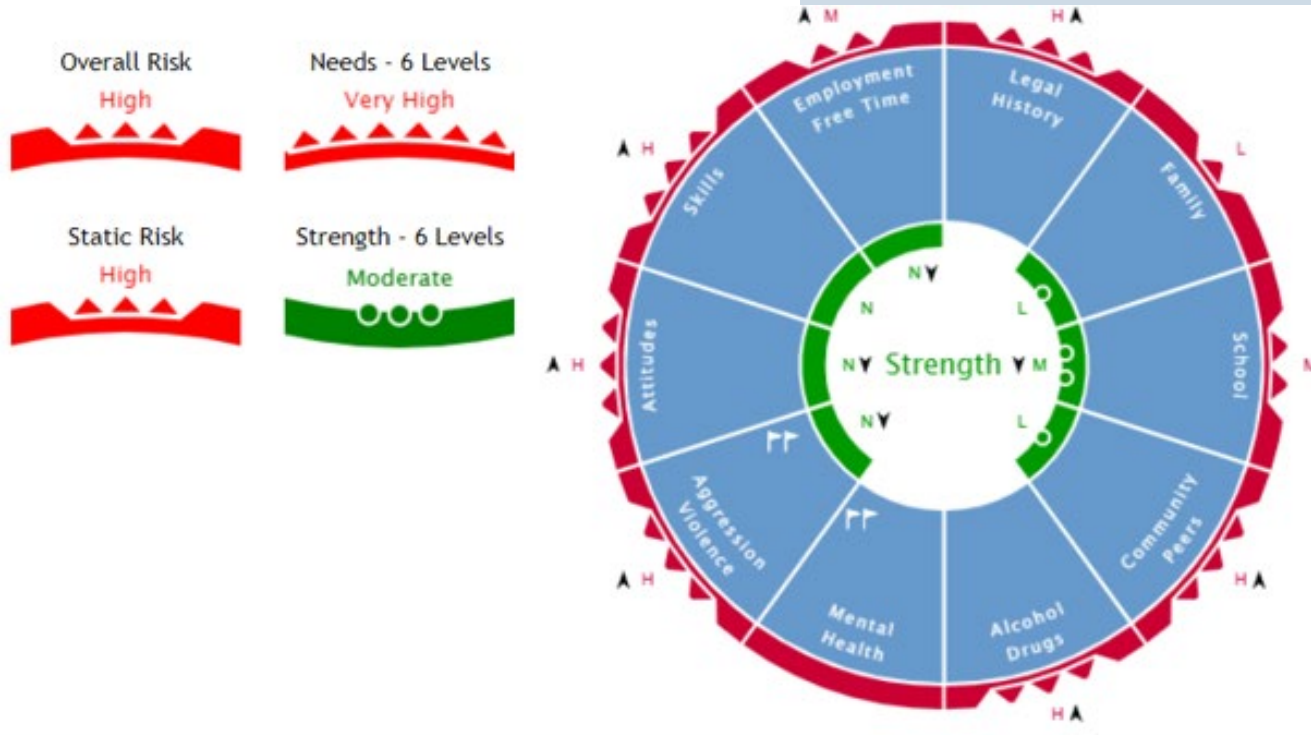 Overall Risk
High
Needs - 6 Levels
Very High
Static Risk
High
Strength - 6 Levels
Moderate
M
H
Employment
Free Time
Legal
History
H
Skills
Family
L
N
N
L
H
Attitudes
N
Strength
M
School
M
N
L
Aggression
Violence
H
Community
Peers
H
Mental
Health
Alcohol
Drugs
H